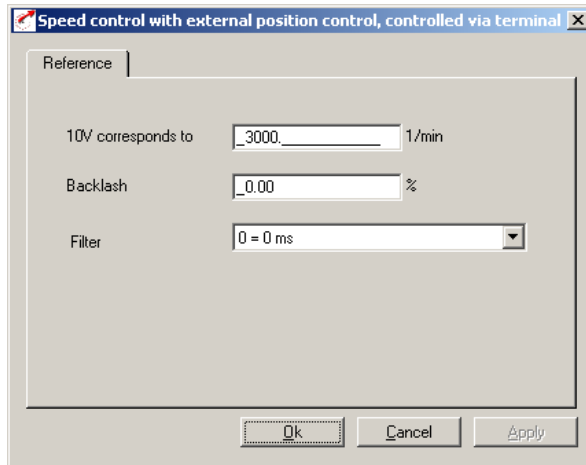 Speed control with external position control, controlled via terminal
Reference
10V corresponds to _3000.______________ 1/min
Backlash _0.00 %
Filter 0 = 0 ms
Ok Cancel Apply